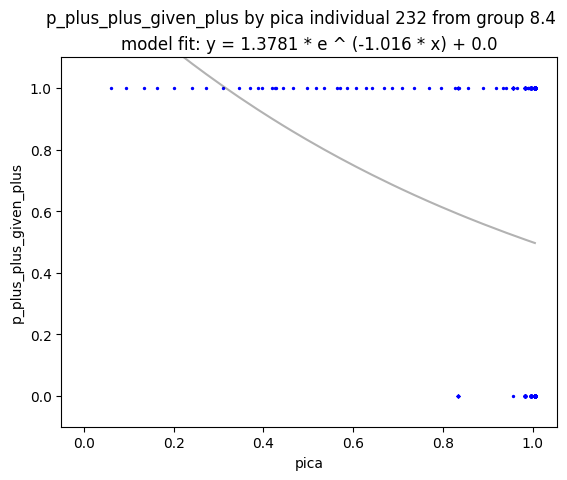 p_plus_plus_given_plus by pica individual 232 from group 8.4
model fit: y = 1.3781 * e ^ (-1.016 * x) + 0.0
p_plus_plus_given_plus
1.0
0.8
0.6
0.4
0.2
0.0
0.0 0.2 0.4 0.6 0.8 1.0
pica